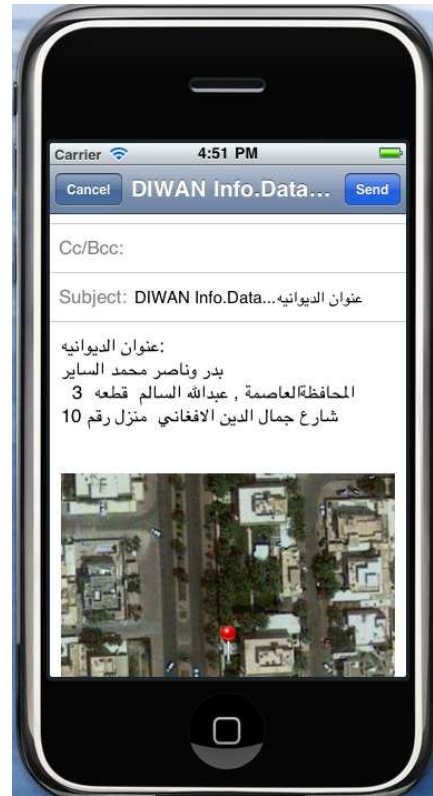 Carrier 4:51 PM
Cancel DIWAN Info.Data... Send
Cc/Bcc:
Subject: DIWAN Info.Data...عنوان الديوانيه
عنوان الديوانيه:
بدر وناصر محمد الساير
المحافظةالعاصمة , عبدالله السالم قطعه 3
شارع جمال الدين الافغاني منزل رقم 10